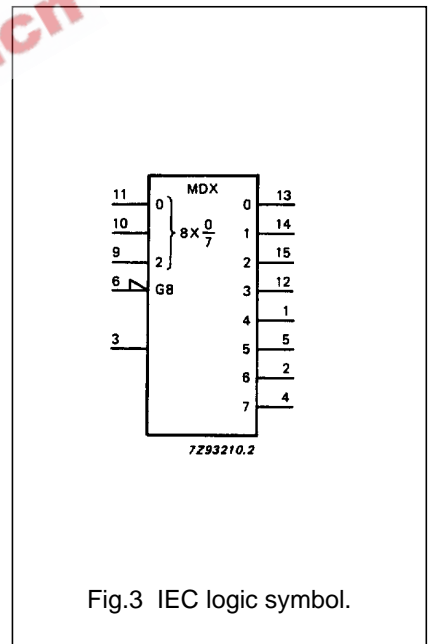 cn
MDX
11 0 0 13
10 8X 0/7 1 14
9 2 2 15
6 G8 3 12
4 1
3 5 5
6 2
7 4
7Z93210.2
Fig.3 IEC logic symbol.